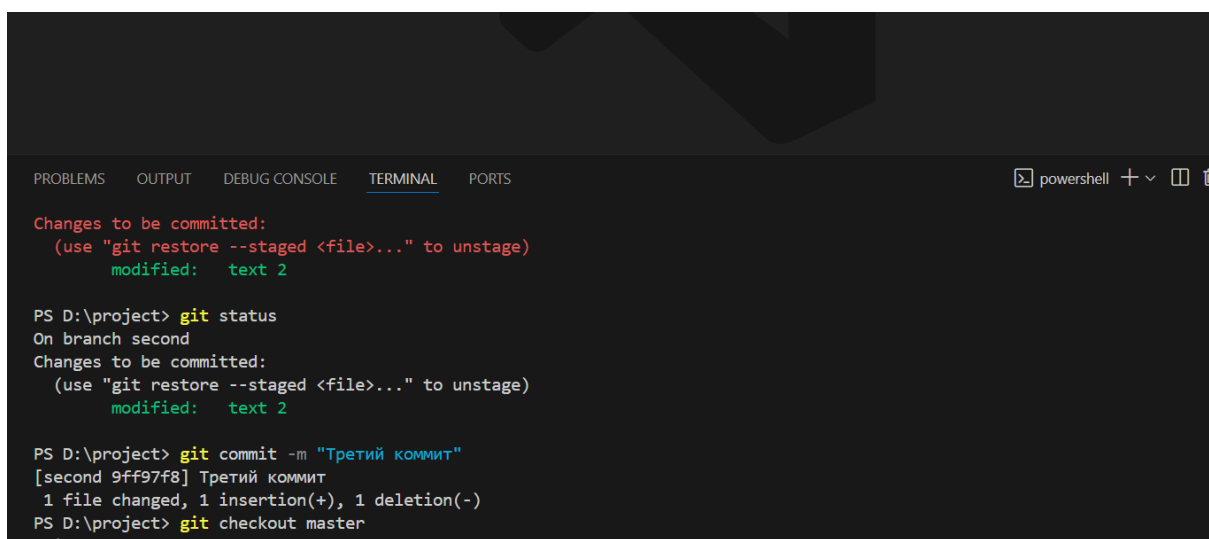 PROBLEMS OUTPUT DEBUG CONSOLE TERMINAL PORTS powershell
Changes to be committed:
(use "git restore --staged <file>..." to unstage)
modified: text 2
PS D:\project> git status
On branch second
Changes to be committed:
(use "git restore --staged <file>..." to unstage)
modified: text 2
PS D:\project> git commit -m "Третий коммит"
[second 9ff97f8] Третий коммит
1 file changed, 1 insertion(+), 1 deletion(-)
PS D:\project> git checkout master